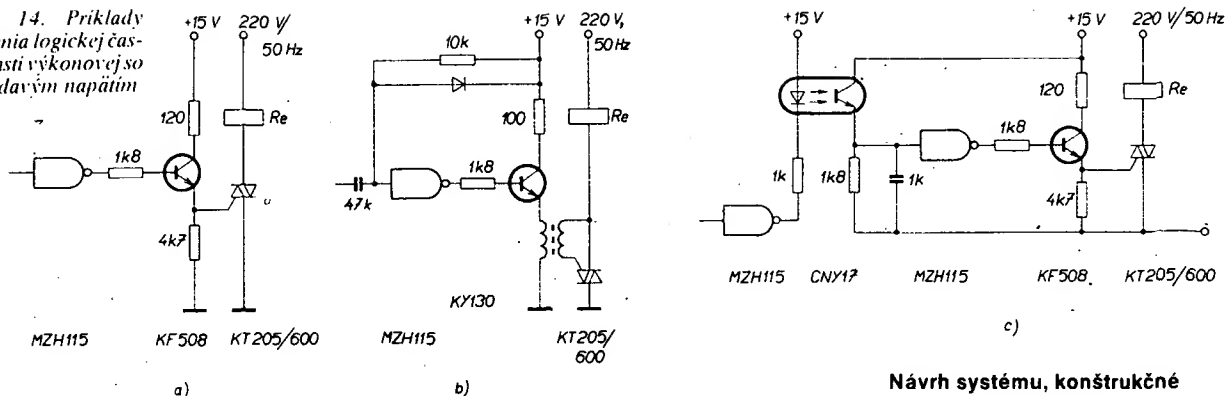 14. Príklady
nia logickej čas-
sti výkonovej so
davým napätím
+15 V
220 V/
50 Hz
120
Re
1k8
4k7
MZH115
KF508
KT205/600
a)
+15 V
220 V,
50 Hz
10k
100
Re
1k8
47k
KY130
MZH115
KT205/
600
b)
+15 V
+15 V
220 V/50 Hz
120
Re
1k8
1k
1k8
1k
4k7
MZH115
CNY17
MZH115
KF508.
KT205/600
c)
Návrh systému, konštrukčné